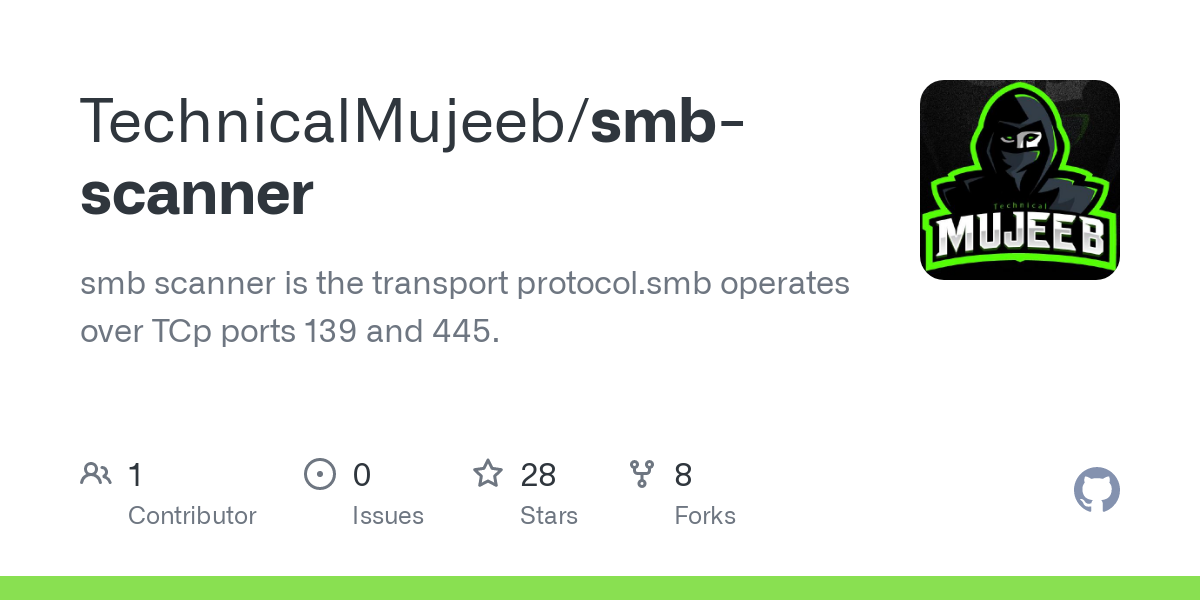 TechnicalMujeeb/smb-
scanner
smb scanner is the transport protocol.smb operates
over TCp ports 139 and 445.
Technical
MUJEEB
1
Contributor
0
Issues
28
Stars
8
Forks